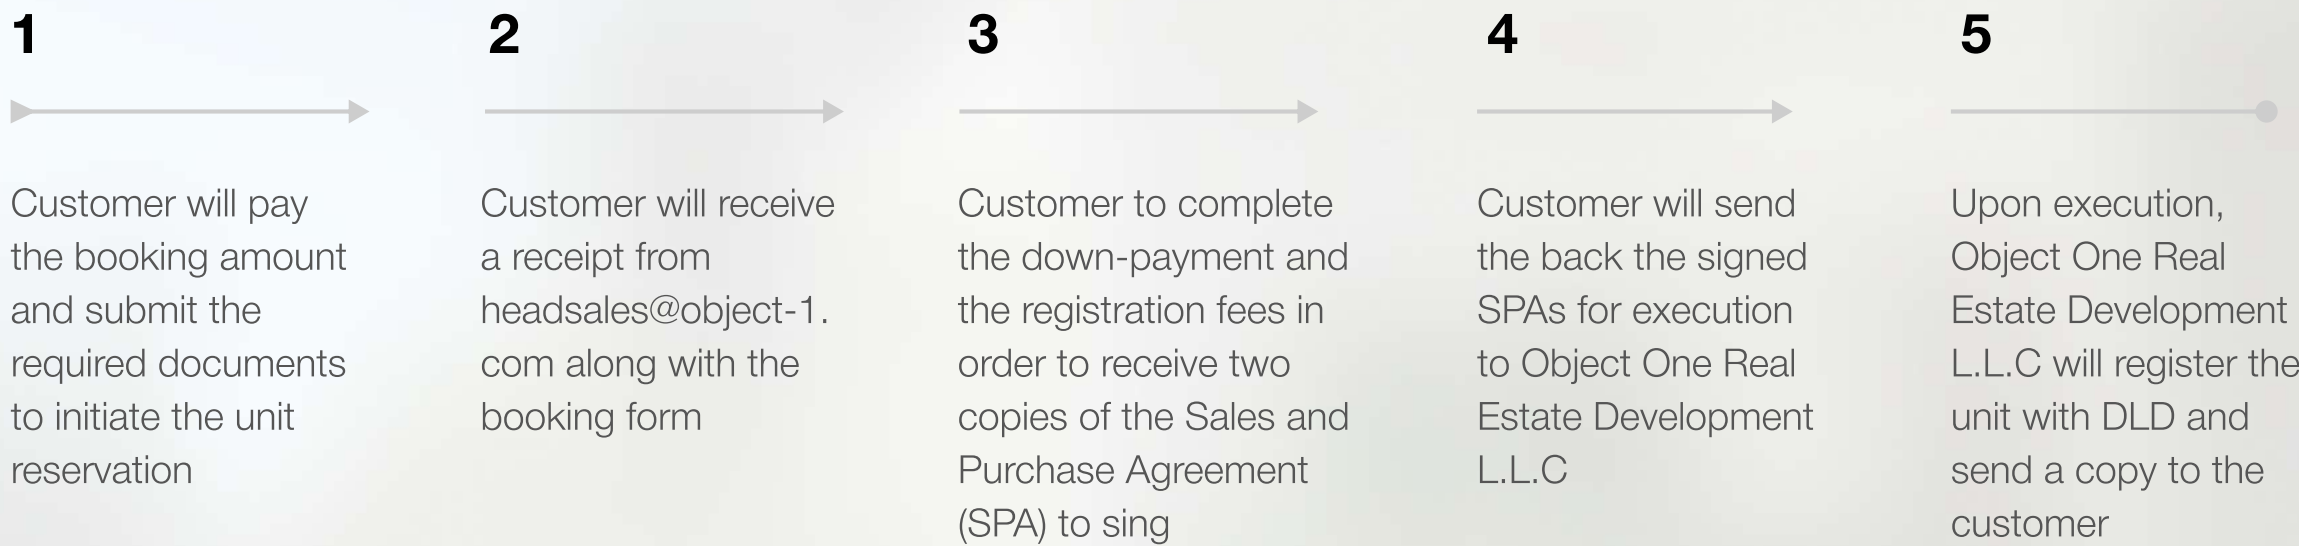 1
Customer will pay
the booking amount
and submit the
required documents
to initiate the unit
reservation
2
Customer will receive
a receipt from
headsales@object-1.
com along with the
booking form
3
Customer to complete
the down-payment and
the registration fees in
order to receive two
copies of the Sales and
Purchase Agreement
(SPA) to sing
4
Customer will send
the back the signed
SPAs for execution
to Object One Real
Estate Development
L.L.C
5
Upon execution,
Object One Real
Estate Development
L.L.C will register the
unit with DLD and
send a copy to the
customer